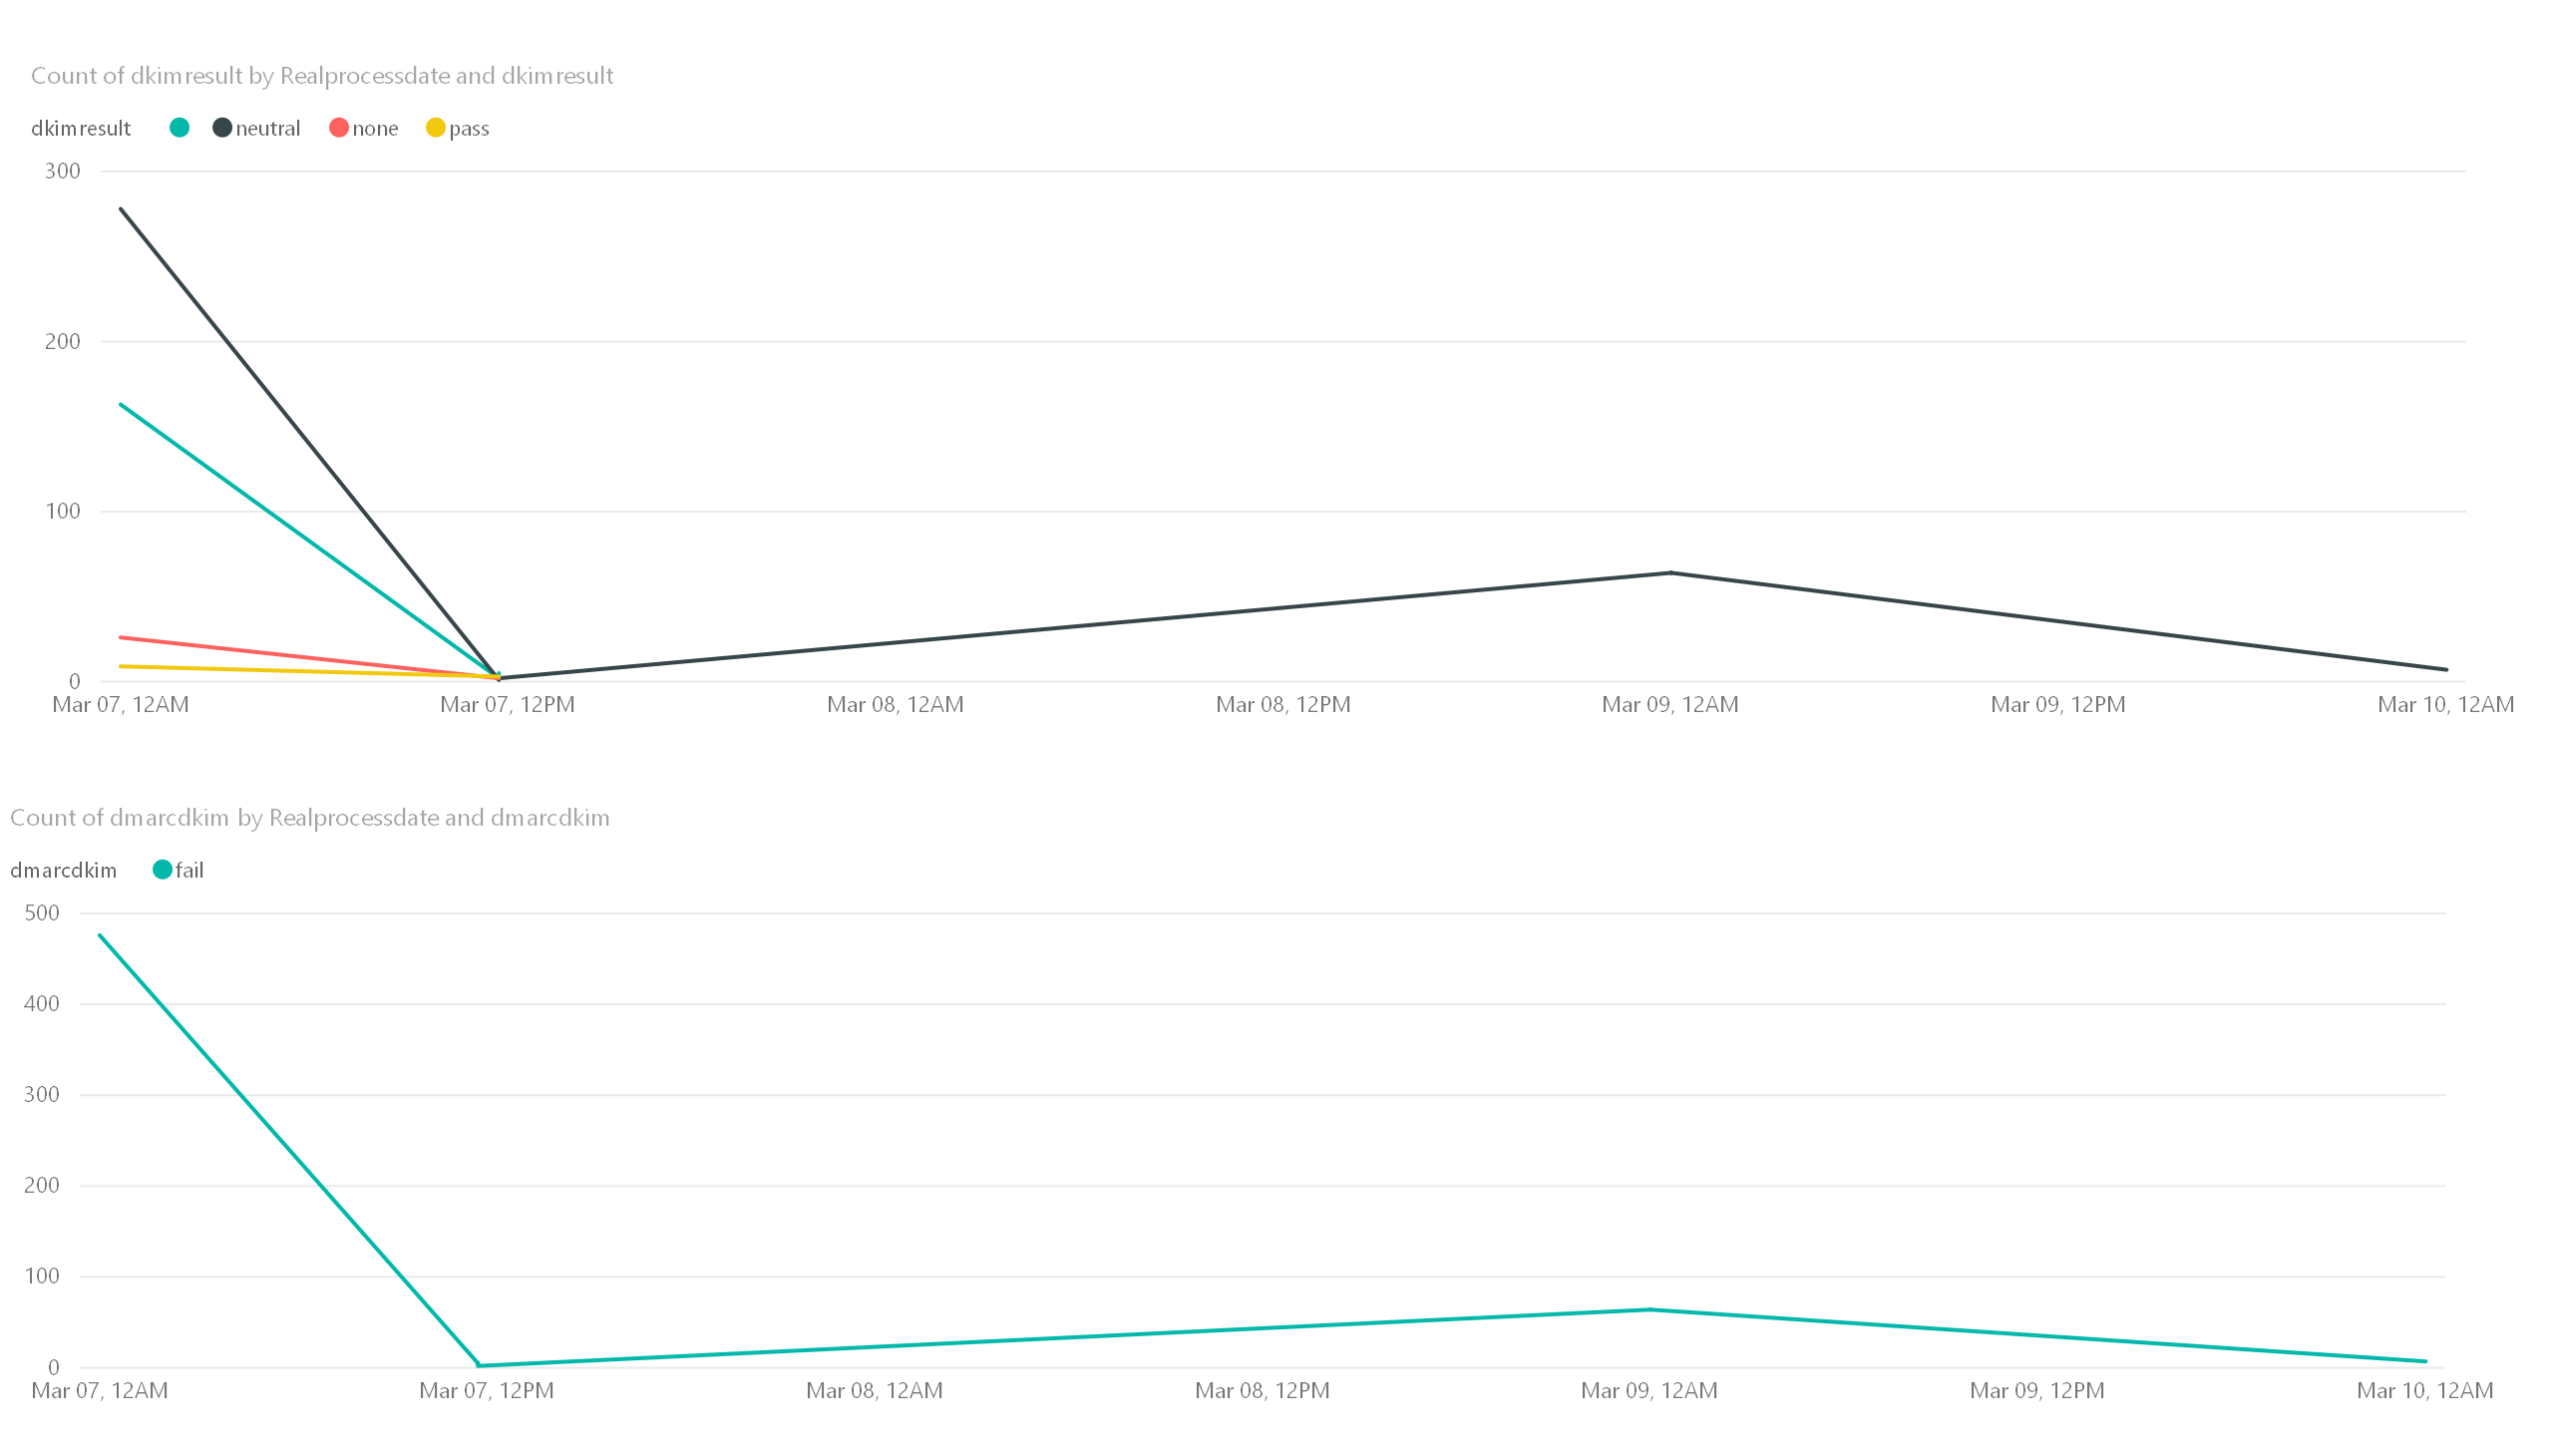 Count of dkimresult by Realprocessdate and dkimresult
dkimresult neutral none pass
300
200
100
0
Mar 07, 12AM Mar 07, 12PM Mar 08, 12AM Mar 08, 12PM Mar 09, 12AM Mar 09, 12PM Mar 10, 12AM
Count of dmarcdkim by Realprocessdate and dmarcdkim
dmarcdkim fail
500
400
300
200
100
0
Mar 07, 12AM Mar 07, 12PM Mar 08, 12AM Mar 08, 12PM Mar 09, 12AM Mar 09, 12PM Mar 10, 12AM